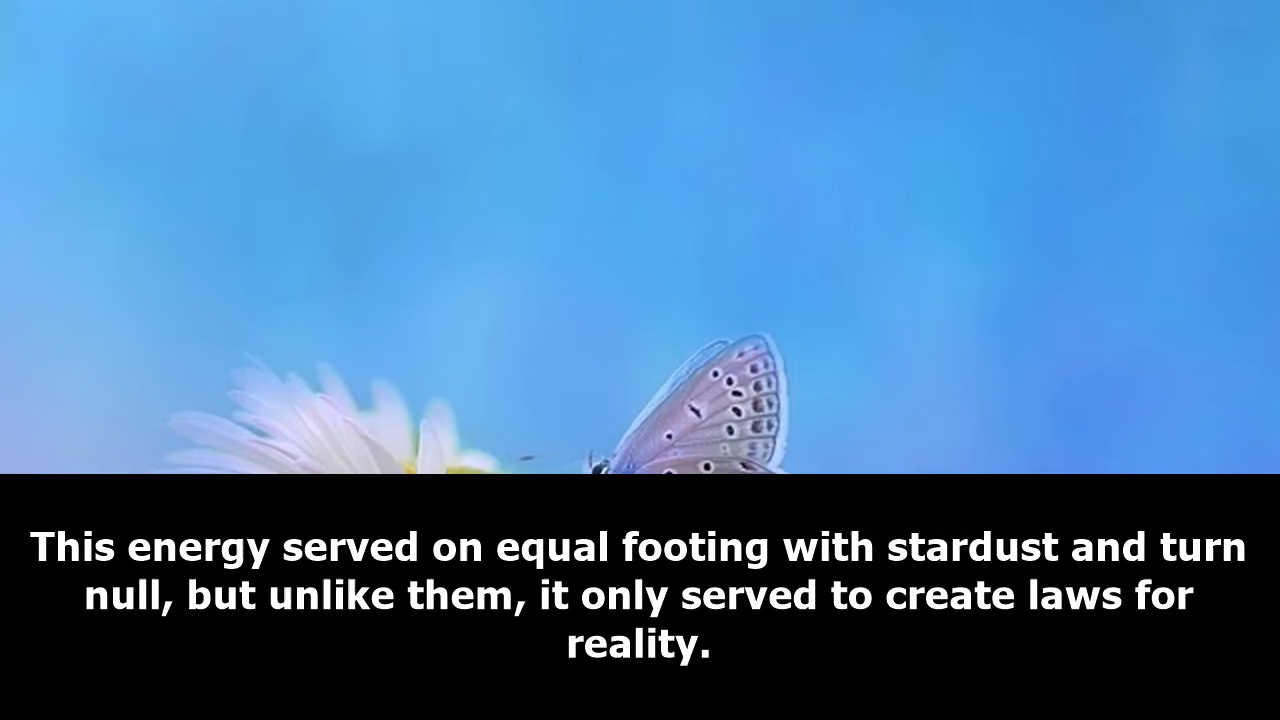 This energy served on equal footing with stardust and turn
null, but unlike them, it only served to create laws for
reality.